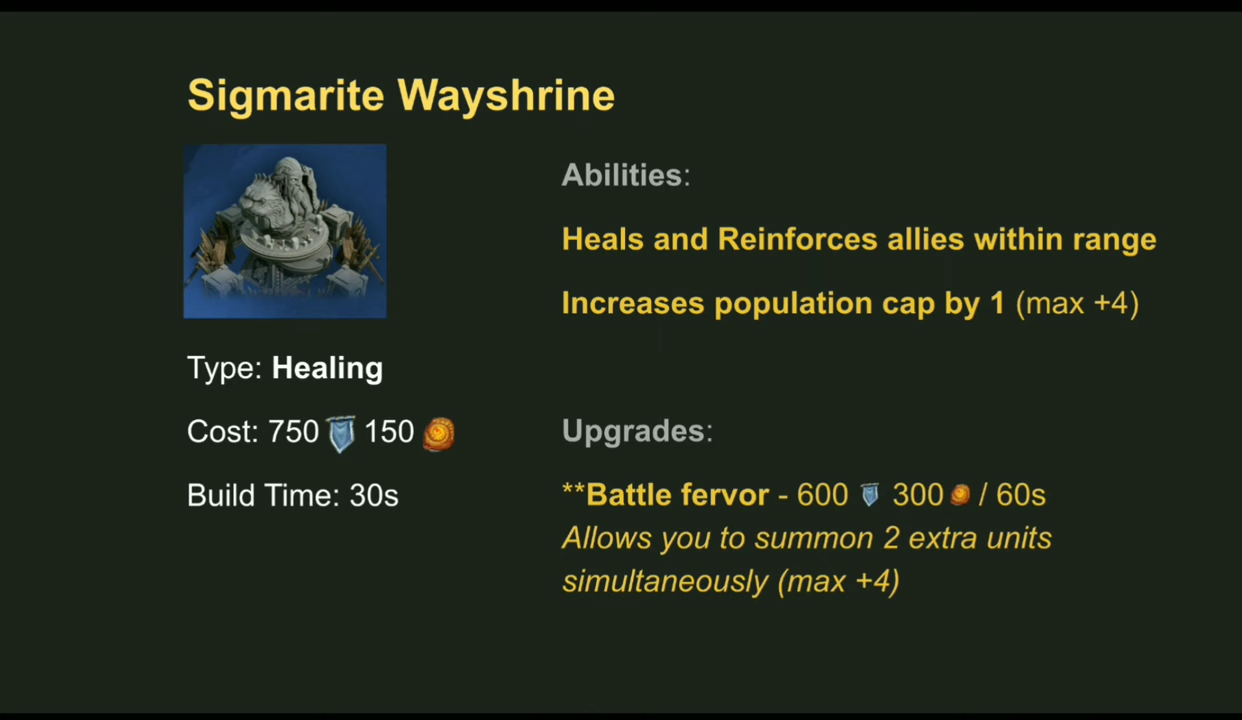 Sigmarite Wayshrine
Type: Healing
Cost: 750 150
Build Time: 30s
Abilities:
Heals and Reinforces allies within range
Increases population cap by 1 (max +4)
Upgrades:
**Battle fervor - 600 300 / 60s
Allows you to summon 2 extra units
simultaneously (max +4)